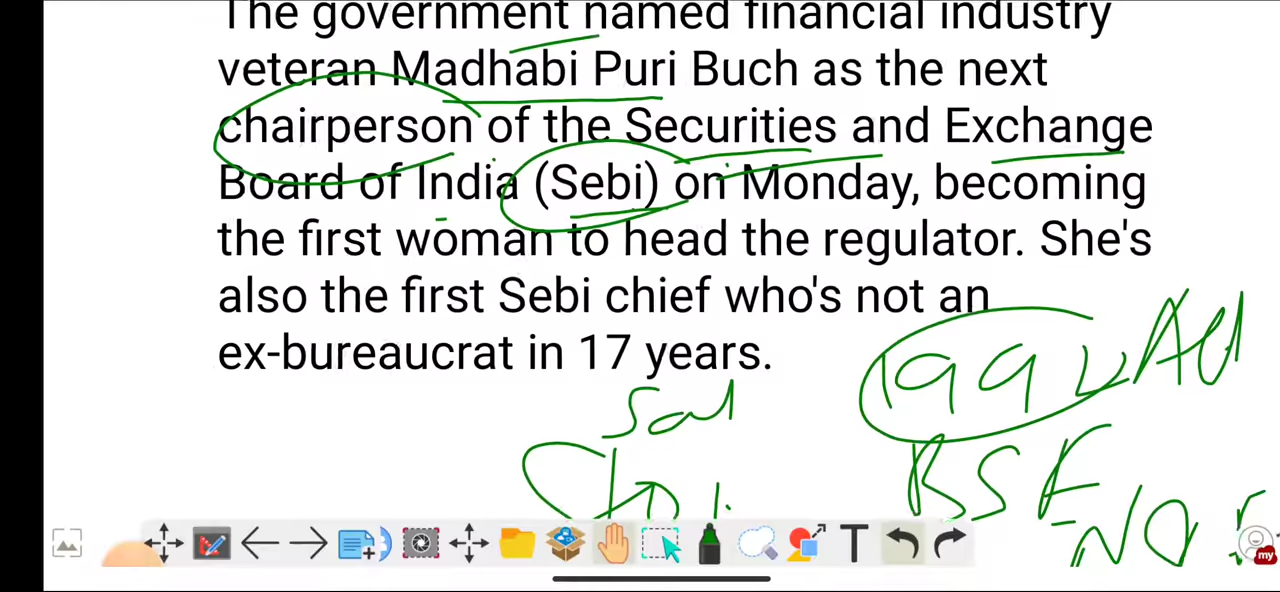 The government named financial industry
veteran Madhabi Puri Buch as the next
chairperson of the Securities and Exchange
Board of India (Sebi) on Monday, becoming
the first woman to head the regulator. She's
also the first Sebi chief who's not an
ex-bureaucrat in 17 years.
1992
BSE
T
my